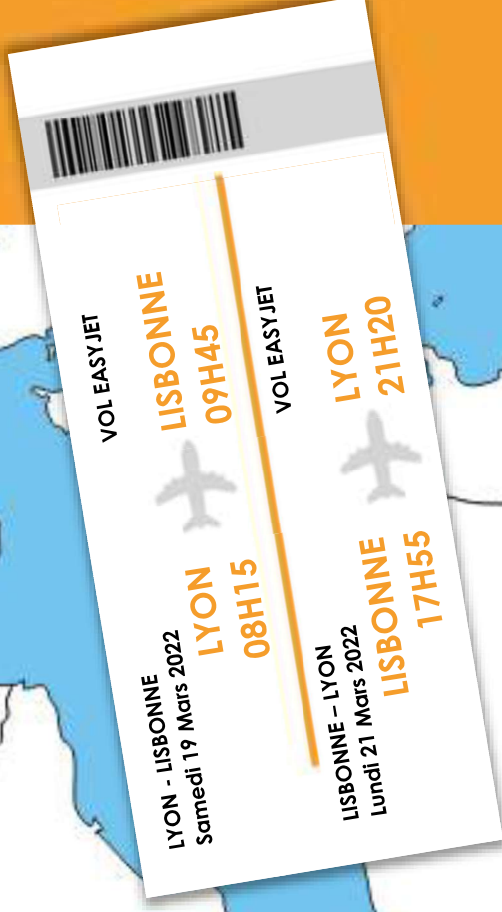 LYON - LISBONNE
Samedi 19 Mars 2022
VOL EASYJET
LYON
08H15
LISBONNE
09H45
LISBONNE – LYON
Lundi 21 Mars 2022
VOL EASYJET
LISBONNE
17H55
LYON
21H20